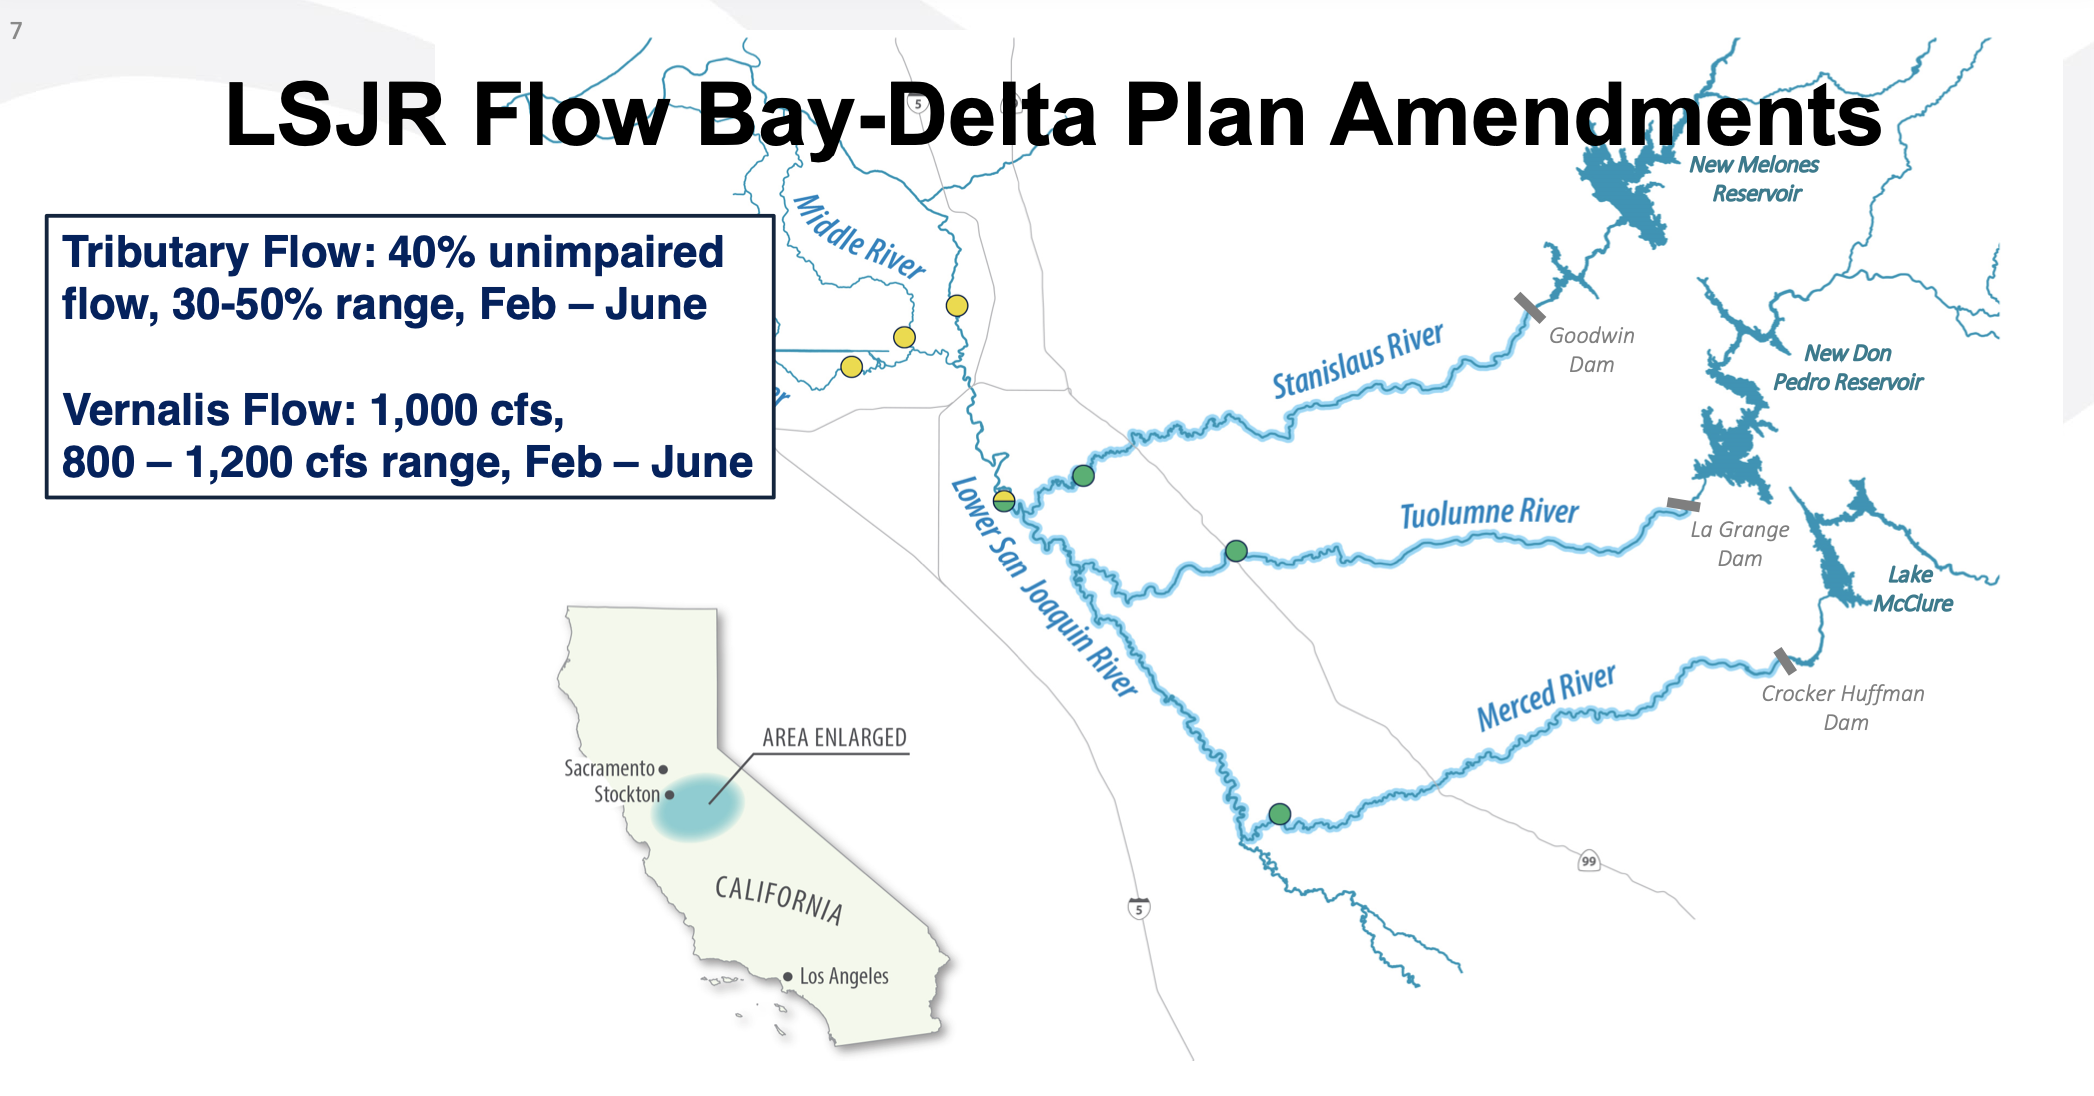 7
LSJR Flow Bay-Delta Plan Amendments
5
New Melones
Reservoir
Tributary Flow: 40% unimpaired
flow, 30-50% range, Feb – June
Vernalis Flow: 1,000 cfs,
800 – 1,200 cfs range, Feb – June
Middle River
Goodwin
Dam
Stanislaus River
New Don
Pedro Reservoir
Tuolumne River
La Grange
Dam
Lower San Joaquin River
Lake
McClure
Merced River
Crocker Huffman
Dam
AREA ENLARGED
Sacramento
Stockton
CALIFORNIA
99
5
Los Angeles